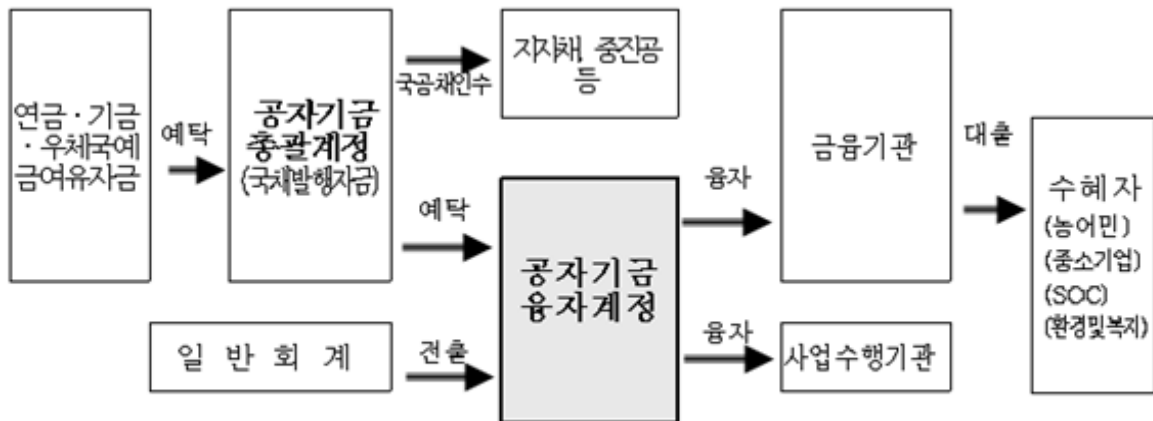 연금·기금
·우체국예
금여유자금
예탁
공자기금
총괄계정
(국채발행자금)
국공채인수
지자채, 중진공
등
예탁
일반회계
전출
공자기금
융자계정
융자
융자
금융기관
사업수행기관
대출
수혜자
(농어민)
(중소기업)
(SOC)
(환경및복지)